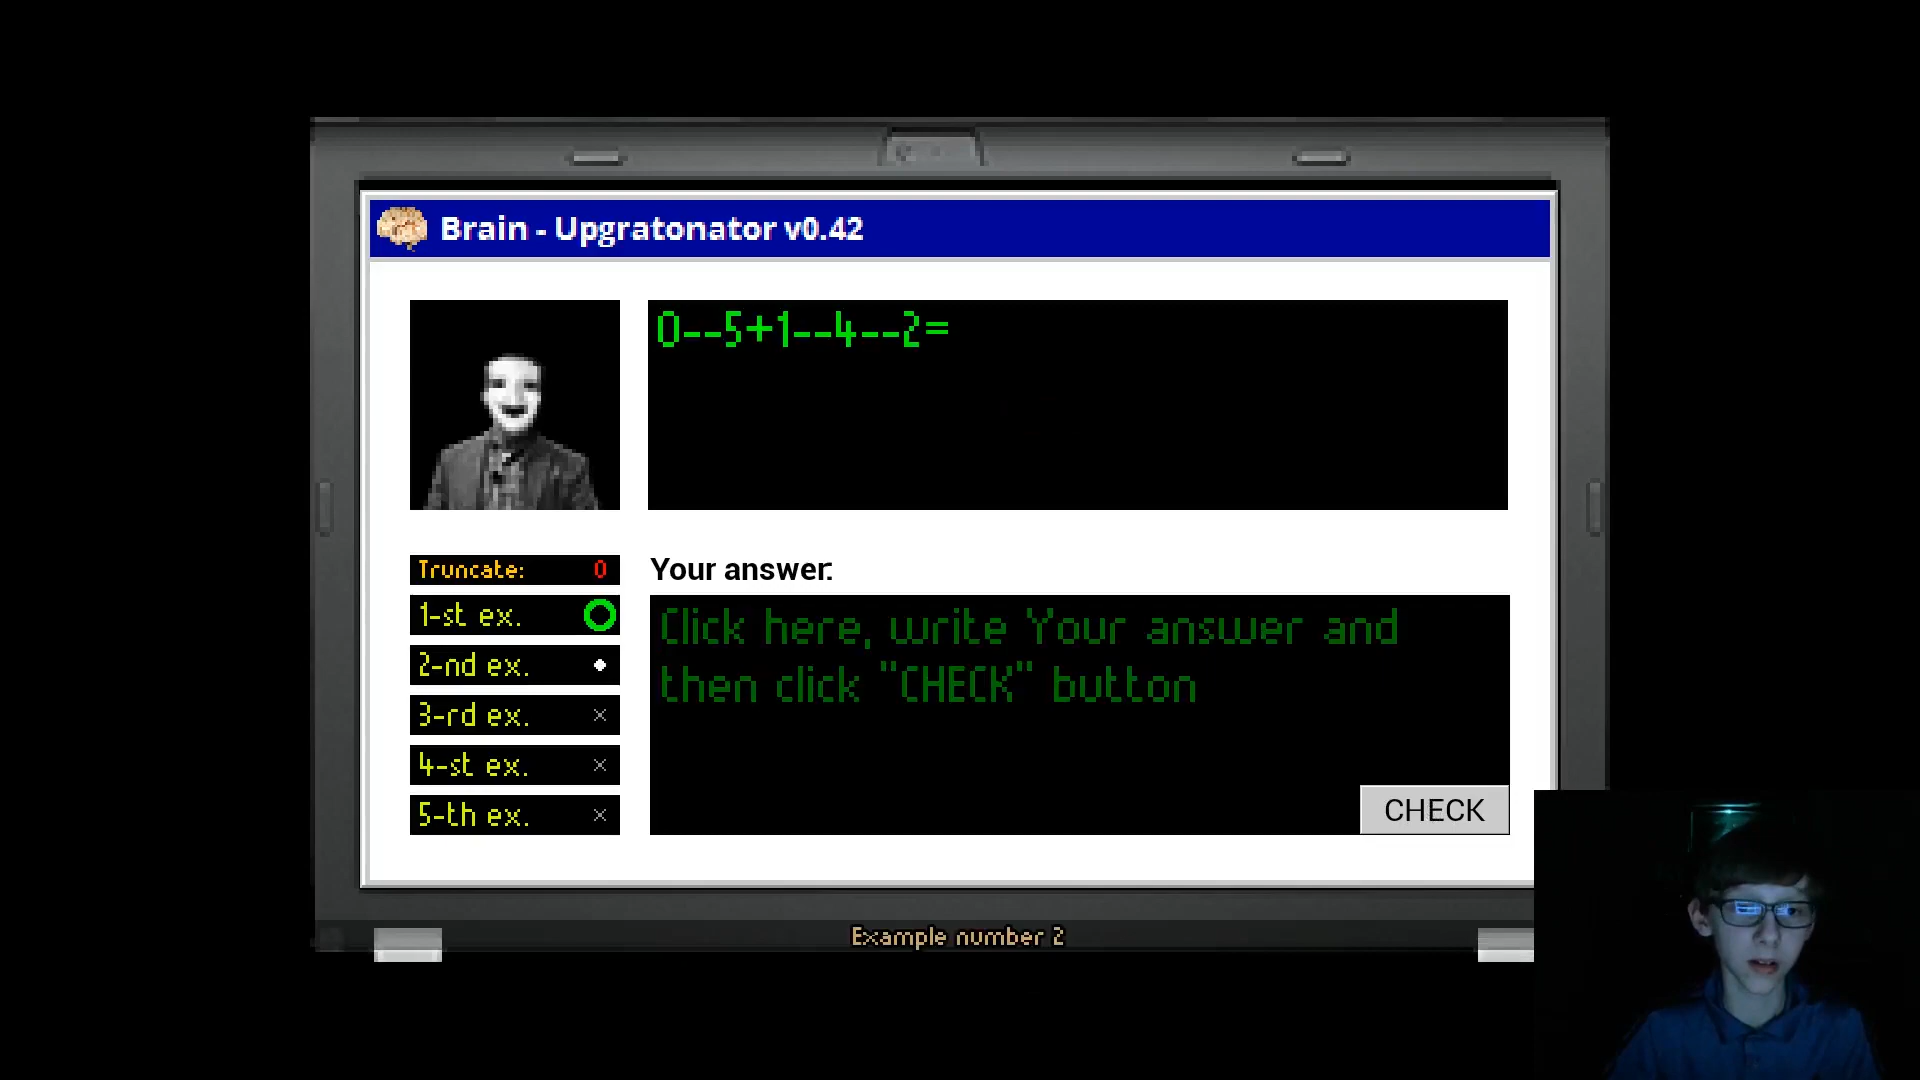 Brain - Upgratonator v0.42
0--5+1--4--2=
Truncate: 0
1-st ex.
2-nd ex.
3-rd ex.
4-st ex.
5-th ex.
Your answer:
Click here, write Your answer and
then click "CHECK" button
CHECK
Example number 2